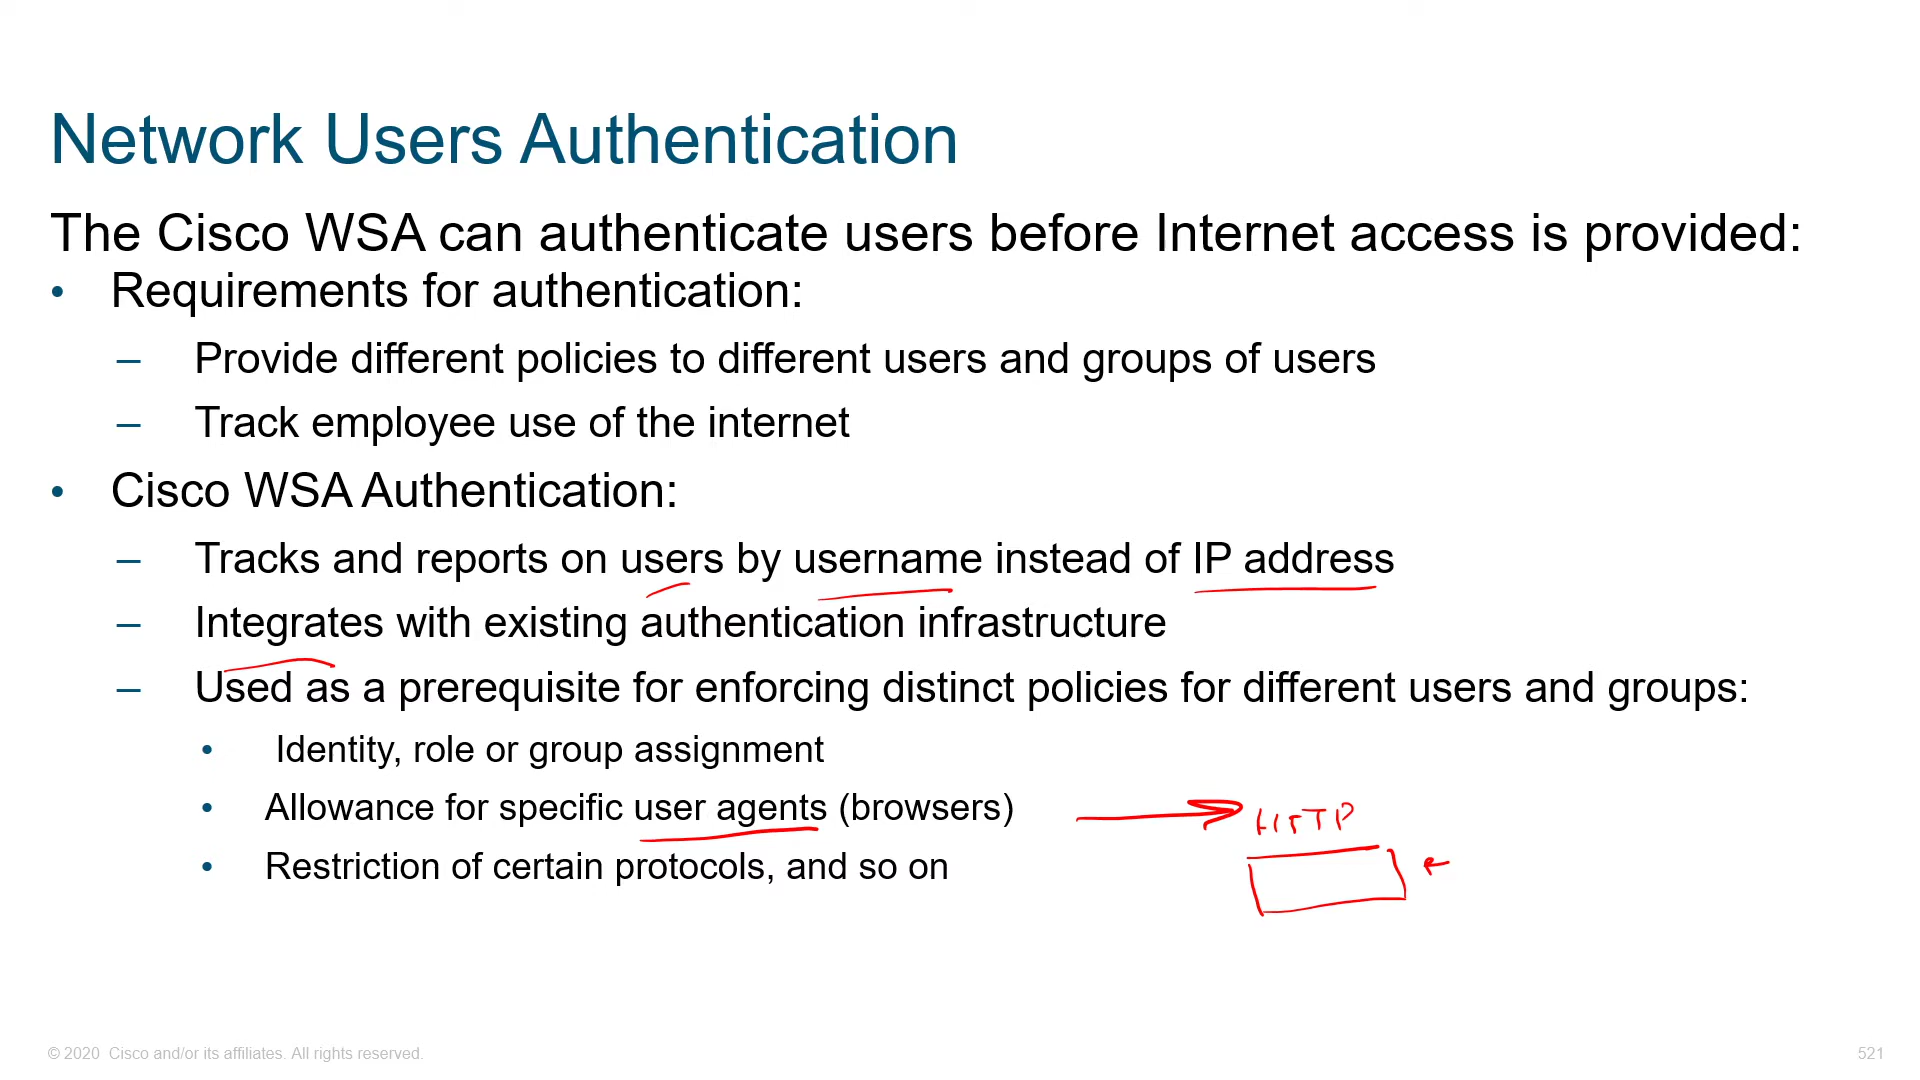 Network Users Authentication
The Cisco WSA can authenticate users before Internet access is provided:
• Requirements for authentication:
– Provide different policies to different users and groups of users
– Track employee use of the internet
• Cisco WSA Authentication:
– Tracks and reports on users by username instead of IP address
– Integrates with existing authentication infrastructure
– Used as a prerequisite for enforcing distinct policies for different users and groups:
• Identity, role or group assignment
• Allowance for specific user agents (browsers)
HTTP
• Restriction of certain protocols, and so on
© 2020 Cisco and/or its affiliates. All rights reserved.
521